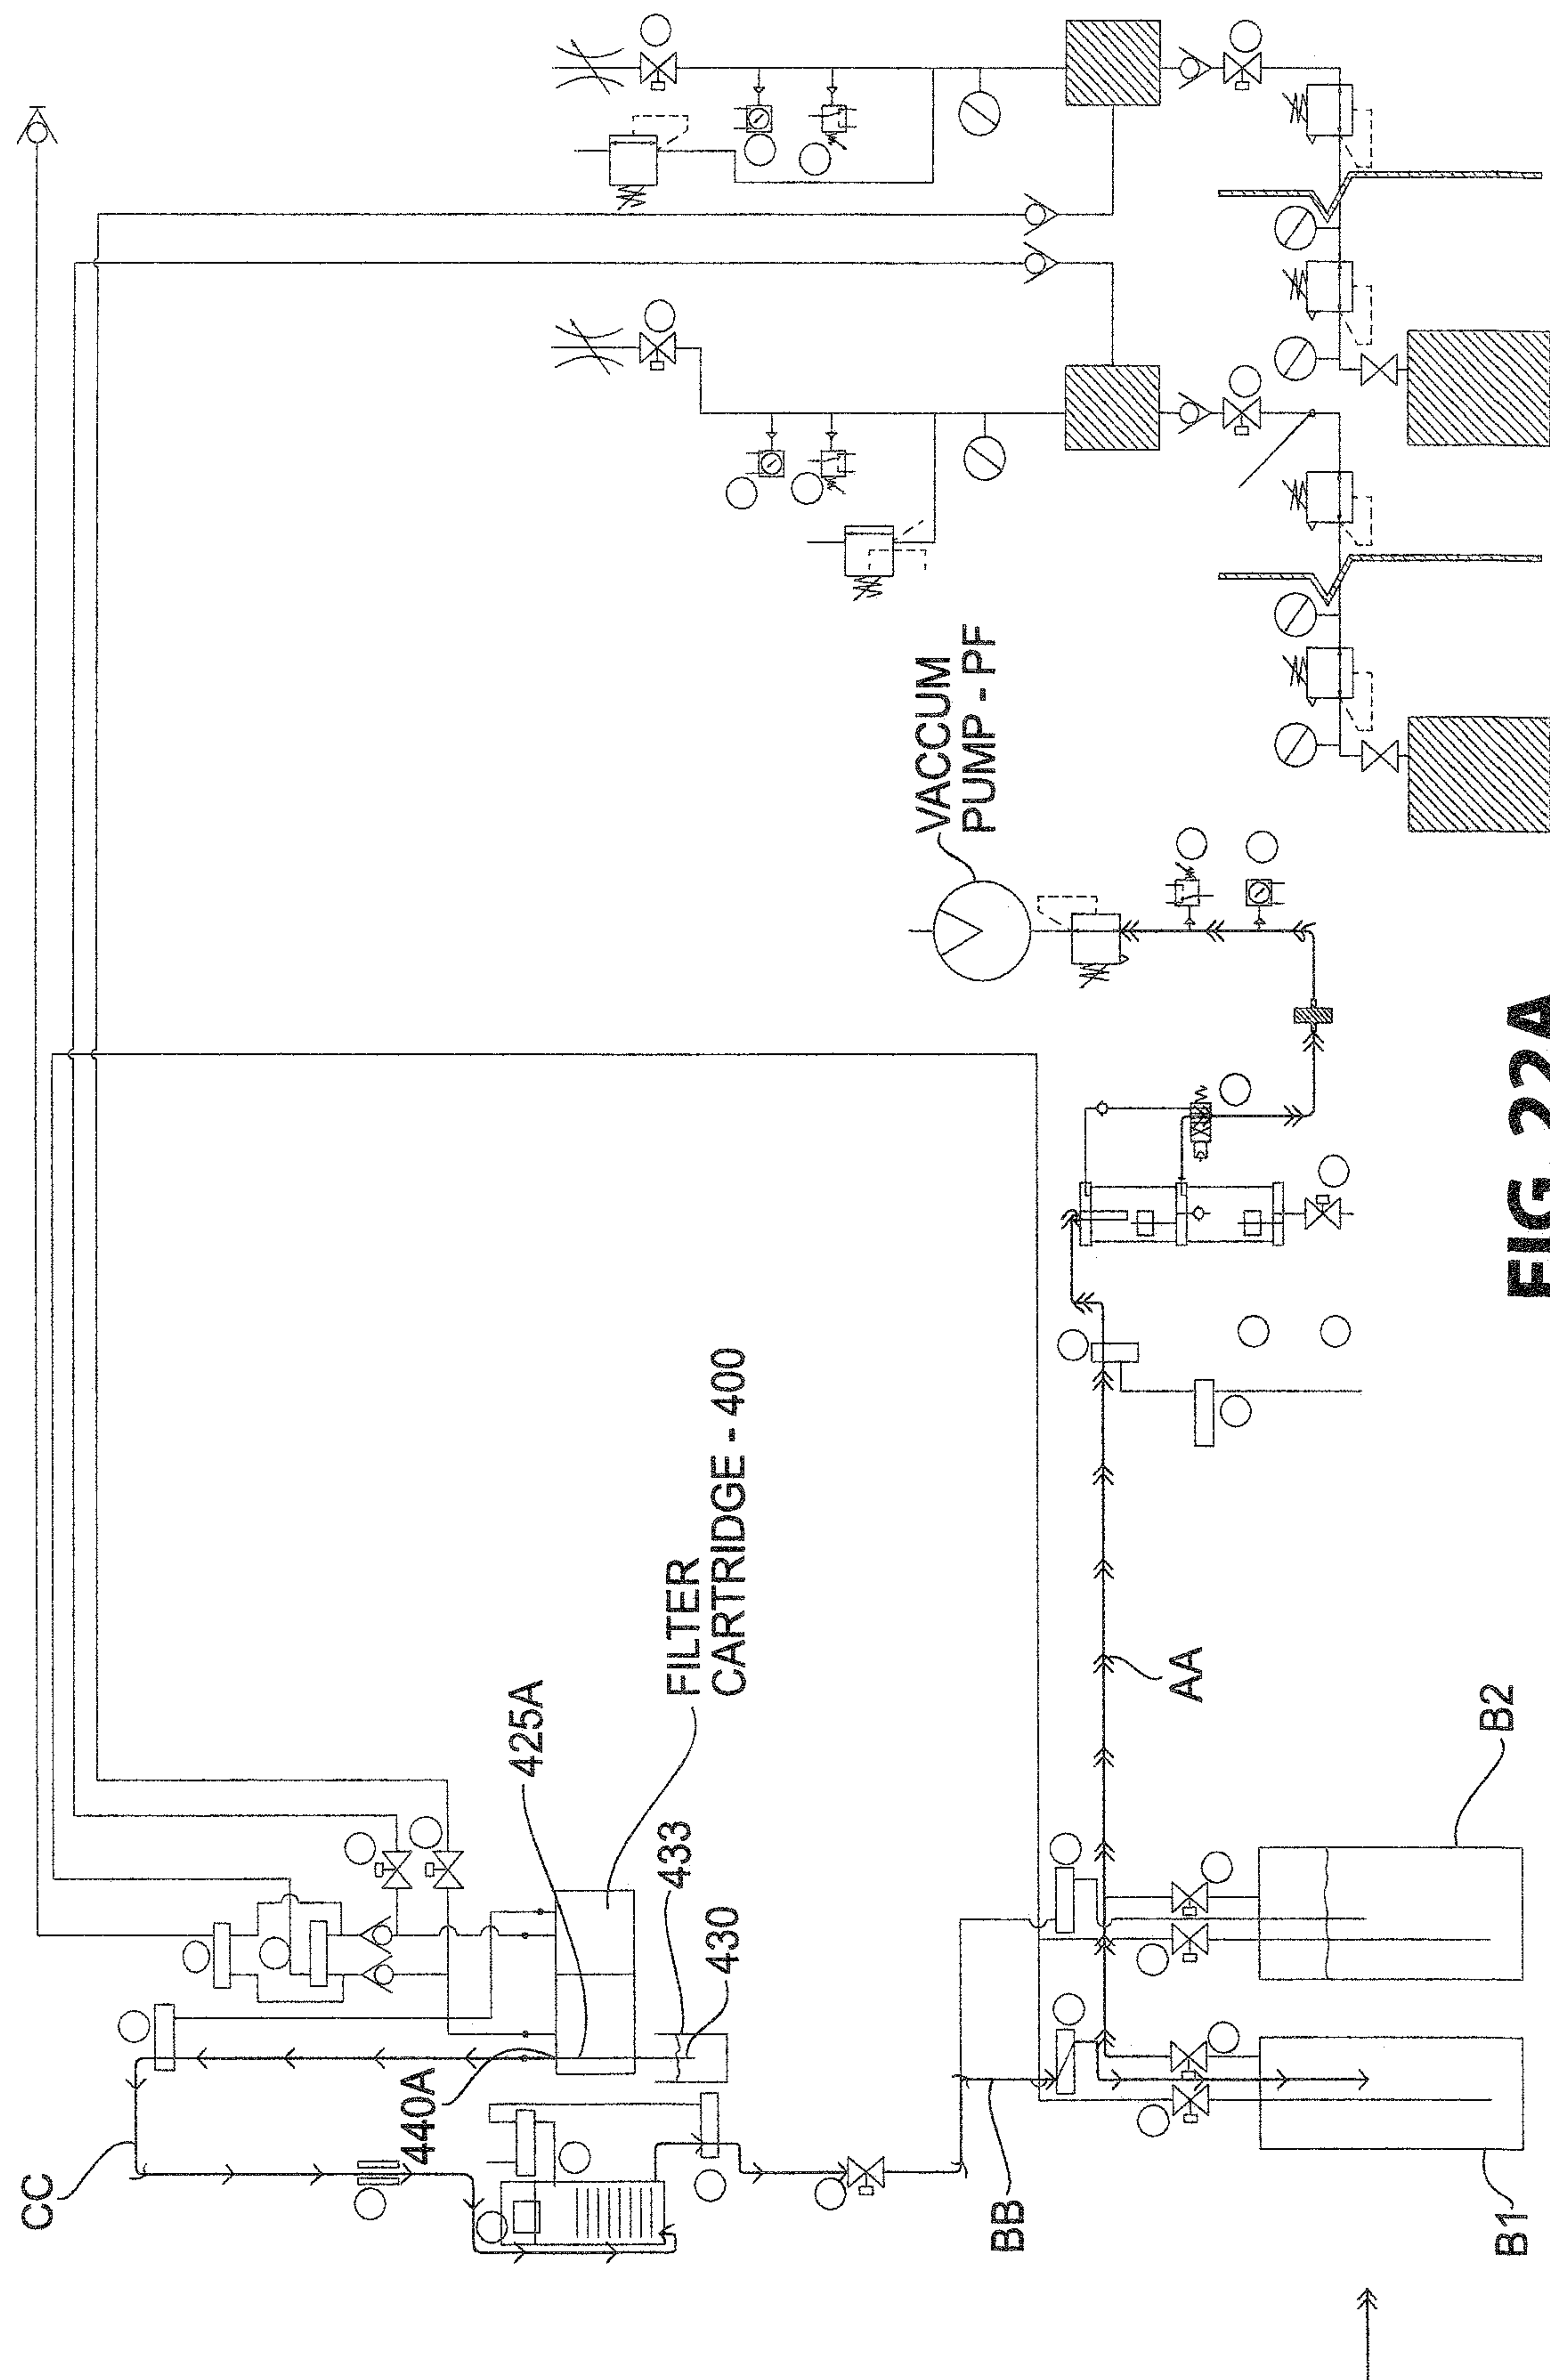 CC
440A
425A
433
430
FILTER
CARTRIDGE - 400
VACCUM
PUMP - PF
BB
AA
B1
B2
FIG. 22A